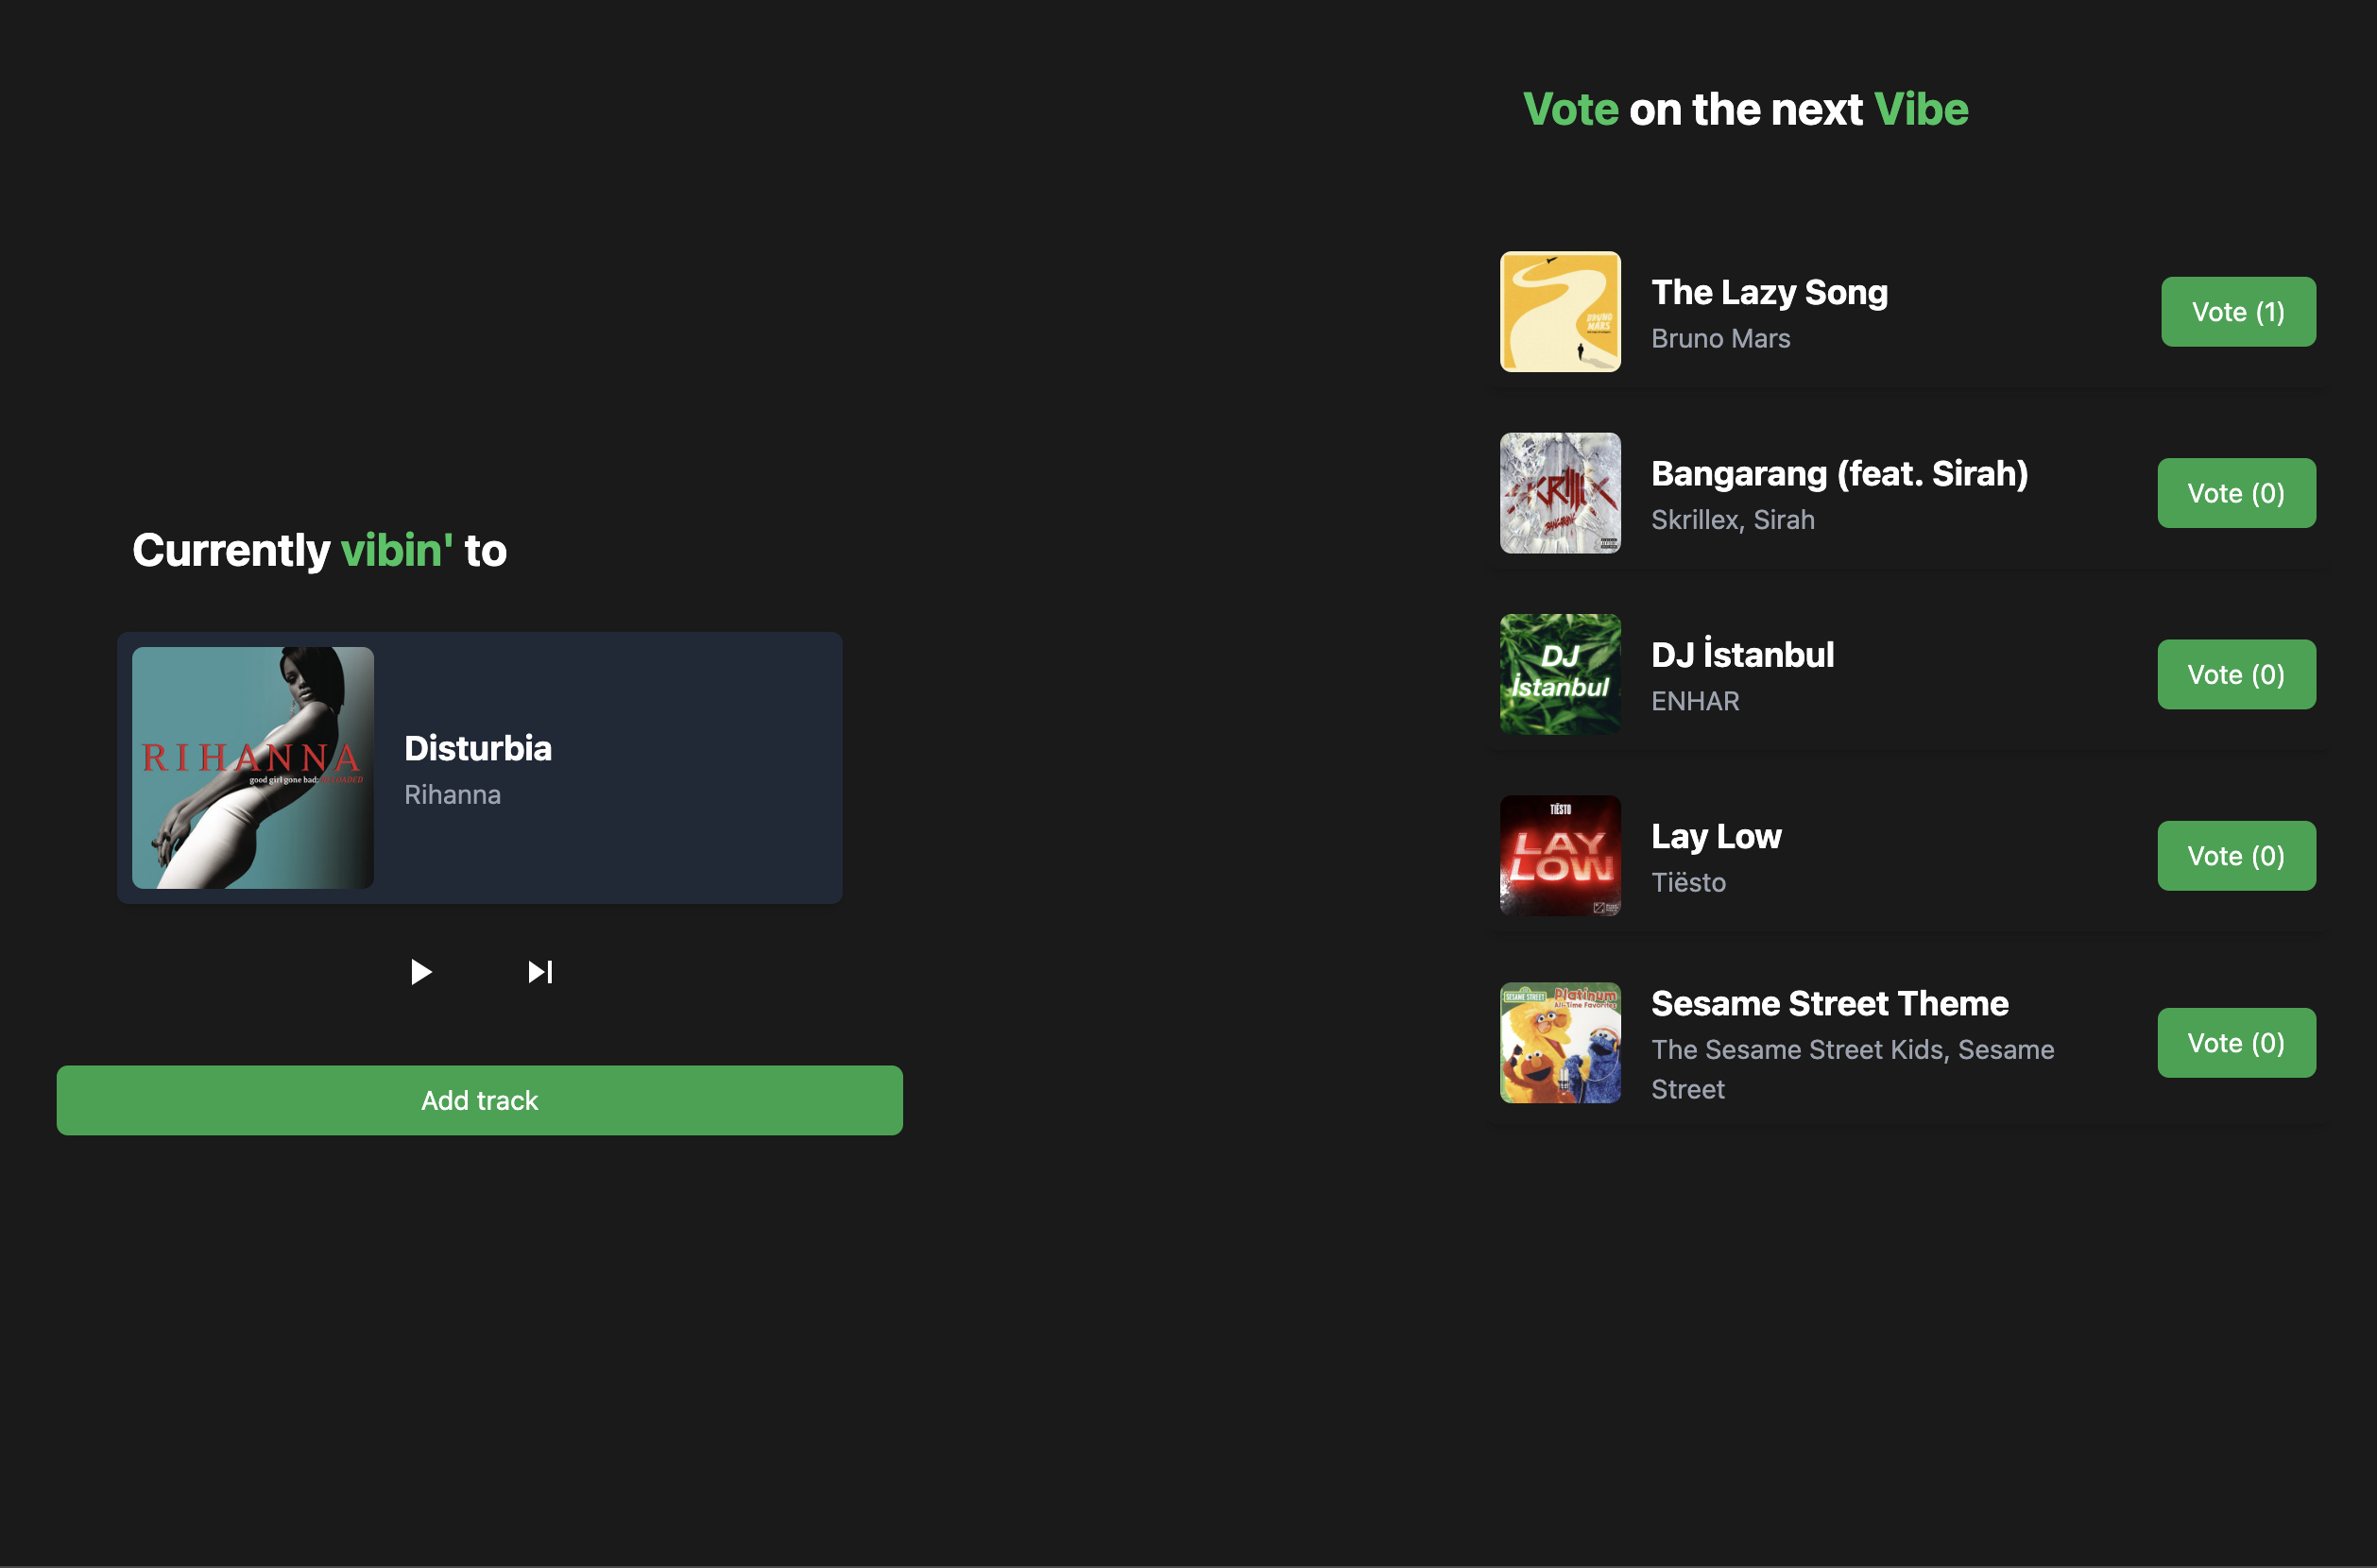 Currently vibin' to
RIHANNA
good girl gone bad: RELOADED
Disturbia
Rihanna
Add track
Vote on the next Vibe
BRUNO
MARS
The Lazy Song
Bruno Mars
Vote (1)
SKRILLEX
BANGARANG
Bangarang (feat. Sirah)
Skrillex, Sirah
Vote (0)
DJ
İstanbul
DJ İstanbul
ENHAR
Vote (0)
TIËSTO
LAY
LOW
Lay Low
Tiësto
Vote (0)
SESAME STREET
Platinum
All-Time Favorites
Sesame Street Theme
The Sesame Street Kids, Sesame
Street
Vote (0)